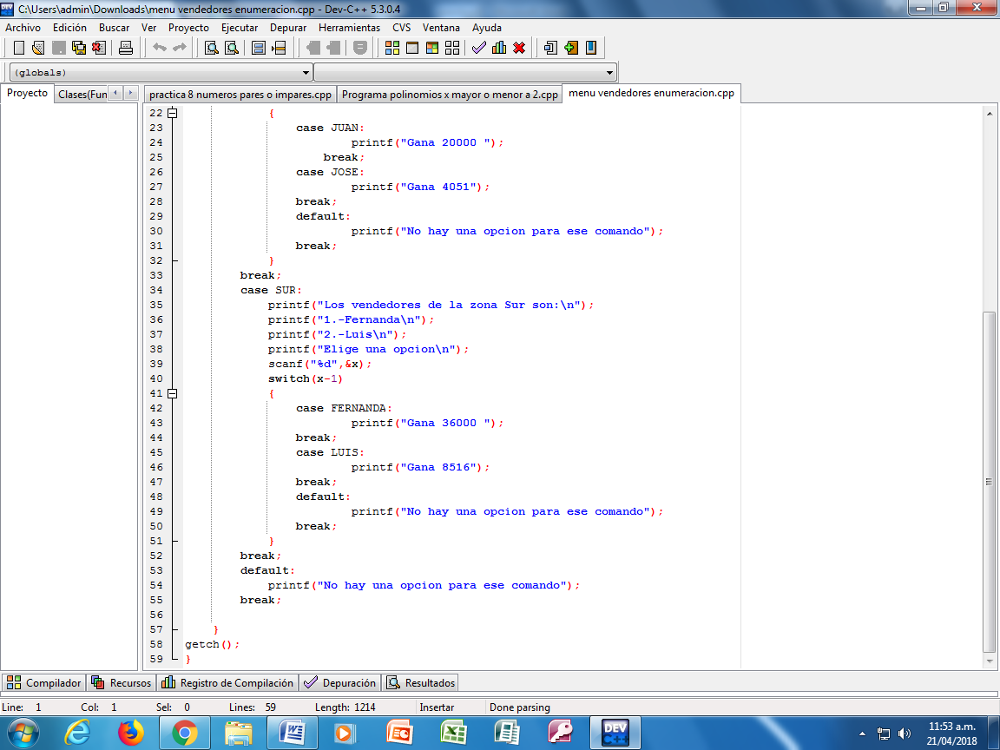 C:\Users\admin\Downloads\menu vendedores enumeracion.cpp - Dev-C++ 5.3.0.4
Archivo Edición Buscar Ver Proyecto Ejecutar Depurar Herramientas CVS Ventana Ayuda
(globals)
Proyecto Clases(Fun practica 8 numeros pares o impares.cpp Programa polinomios x mayor o menor a 2.cpp menu vendedores enumeracion.cpp
22 {
23 case JUAN:
24 printf("Gana 20000 ");
25 break;
26 case JOSE:
27 printf("Gana 4051");
28 break;
29 default:
30 printf("No hay una opcion para ese comando");
31 break;
32 }
33 break;
34 case SUR:
35 printf("Los vendedores de la zona Sur son:\n");
36 printf("1.-Fernanda\n");
37 printf("2.-Luis\n");
38 printf("Elige una opcion\n");
39 scanf("%d",&x);
40 switch(x-1)
41 {
42 case FERNANDA:
43 printf("Gana 36000 ");
44 break;
45 case LUIS:
46 printf("Gana 8516");
47 break;
48 default:
49 printf("No hay una opcion para ese comando");
50 break;
51 }
52 break;
53 default:
54 printf("No hay una opcion para ese comando");
55 break;
56
57 }
58 getch();
59 }
Compilador Recursos Registro de Compilación Depuración Resultados
Line: 1 Col: 1 Sel: 0 Lines: 59 Length: 1214 Insertar Done parsing
DEV C++ 11:53 a.m.
21/04/2018